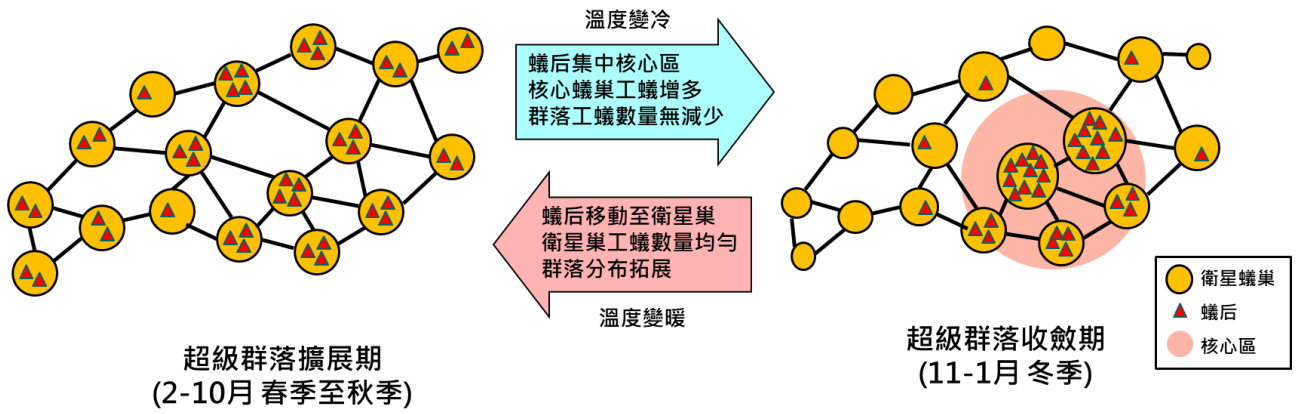 溫度變冷
蟻后集中核心區
核心蟻巢工蟻增多
群落工蟻數量無減少
蟻后移動至衛星巢
衛星巢工蟻數量均勻
群落分布拓展
溫度變暖
超級群落擴展期
(2-10月 春季至秋季)
超級群落收斂期
(11-1月 冬季)
衛星蟻巢
蟻后
核心區